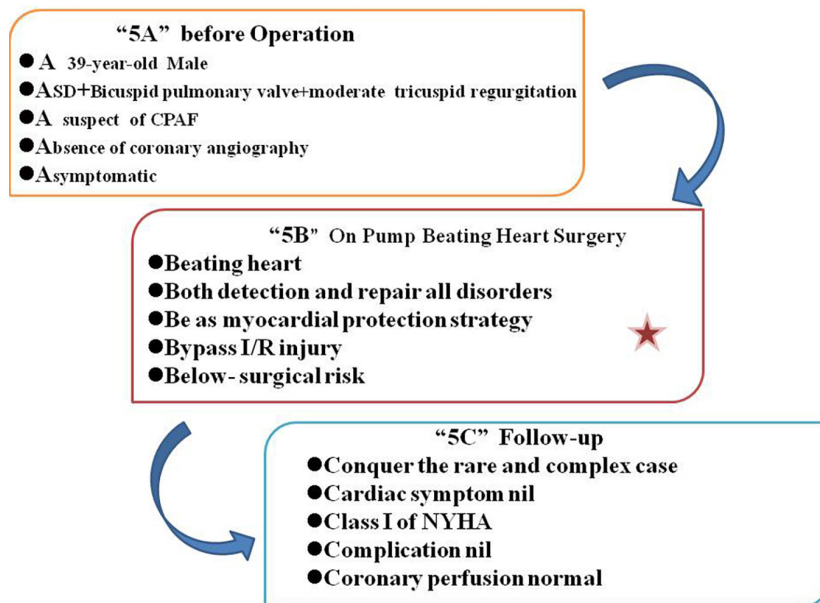 “5A” before Operation
●A 39-year-old Male
●ASD+Bicuspid pulmonary valve+moderate tricuspid regurgitation
●A suspect of CPAF
●Absence of coronary angiography
●Asymptomatic
“5B” On Pump Beating Heart Surgery
●Beating heart
●Both detection and repair all disorders
●Be as myocardial protection strategy
●Bypass I/R injury
●Below- surgical risk
“5C” Follow-up
●Conquer the rare and complex case
●Cardiac symptom nil
●Class I of NYHA
●Complication nil
●Coronary perfusion normal